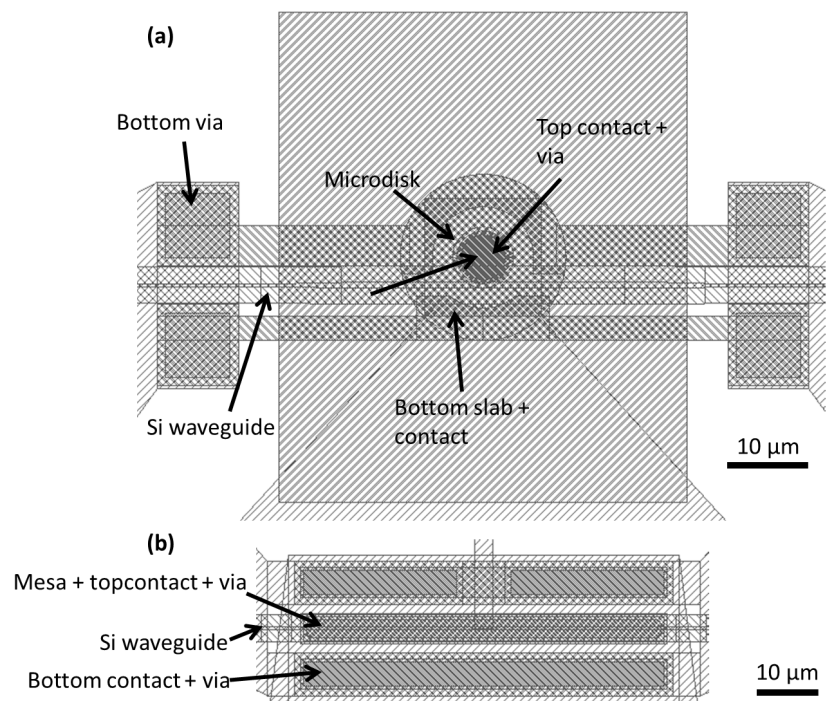 (a)
Bottom via
Top contact +
via
Microdisk
Si waveguide
Bottom slab +
contact
10 µm
(b)
Mesa + topcontact + via
Si waveguide
Bottom contact + via
10 µm